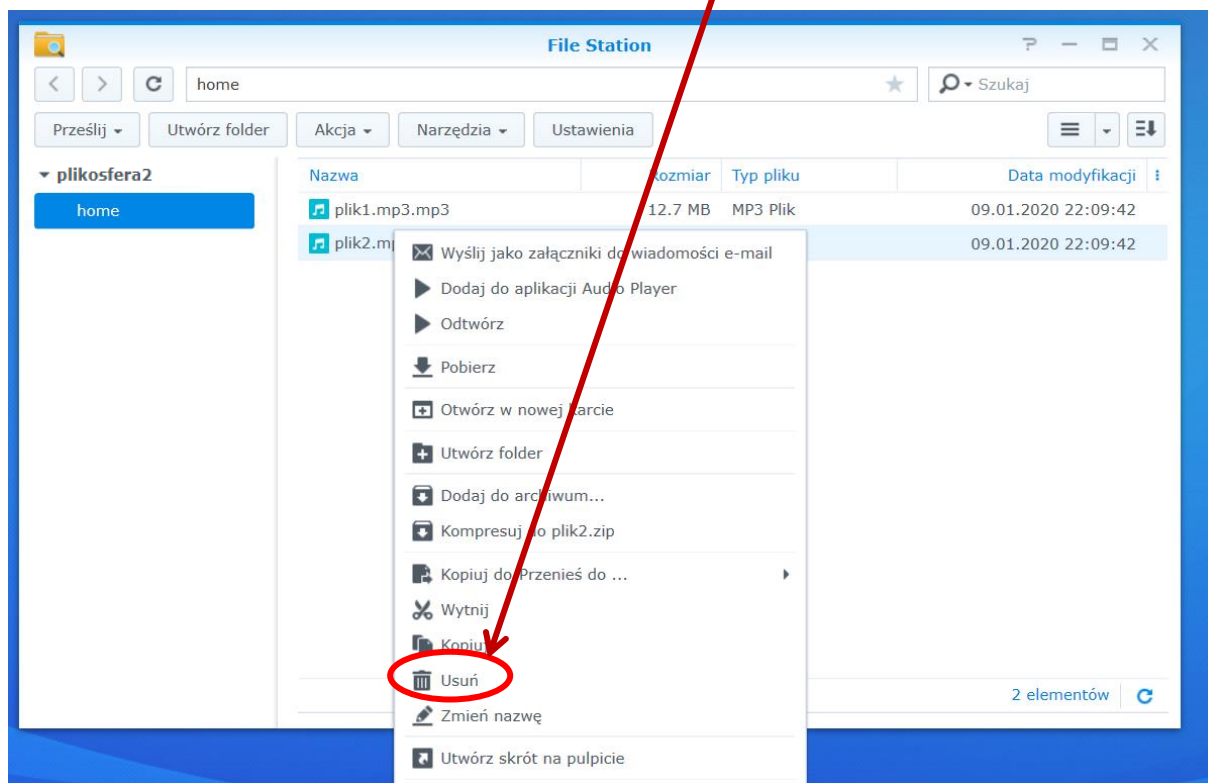 File Station
home
Szukaj
Prześlij Utwórz folder Akcja Narzędzia Ustawienia
plikosfera2
home
Nazwa Rozmiar Typ pliku Data modyfikacji
plik1.mp3.mp3 12.7 MB MP3 Plik 09.01.2020 22:09:42
plik2.mp 09.01.2020 22:09:42
Wyślij jako załączniki do wiadomości e-mail
Dodaj do aplikacji Audio Player
Odtwórz
Pobierz
Otwórz w nowej karcie
Utwórz folder
Dodaj do archiwum...
Kompresuj do plik2.zip
Kopiuj do/Przenieś do ...
Wytnij
Kopiuj
Usuń
Zmień nazwę
Utwórz skrót na pulpicie
2 elementów